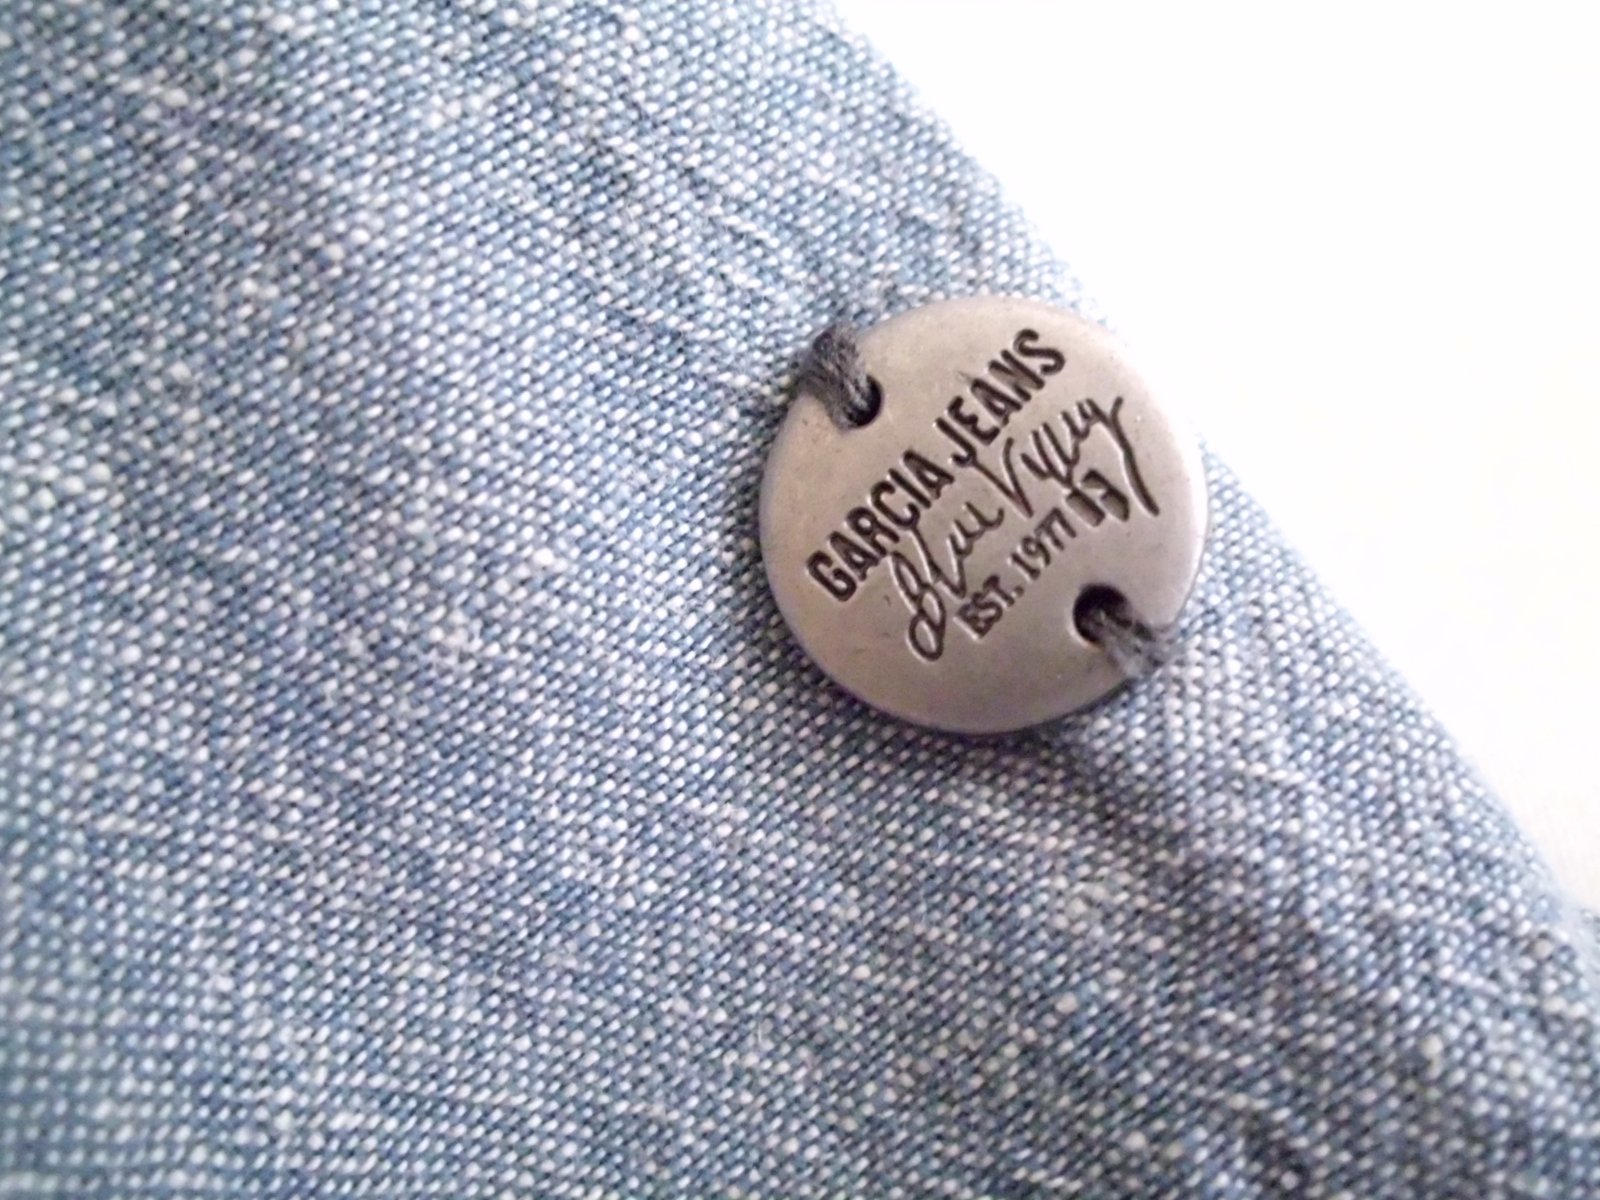 GARCIA JEANS
Blue Valley
EST. 1977